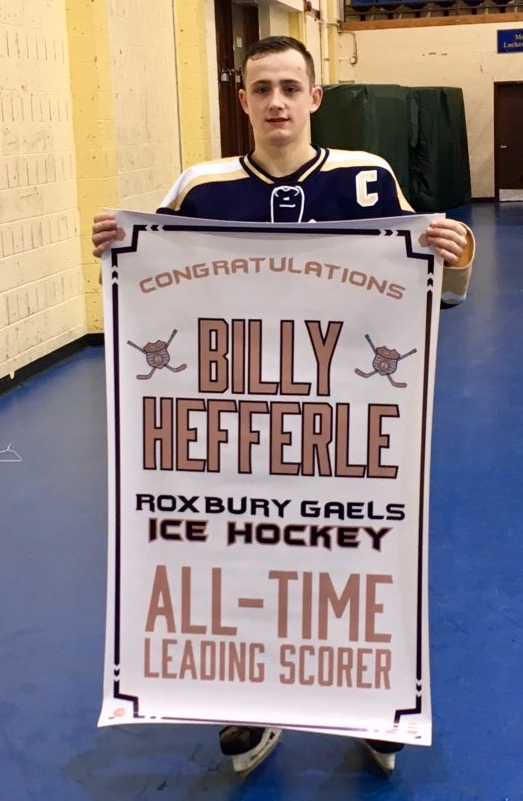 C
CONGRATULATIONS
BILLY
HEFFERLE
ROXBURY GAELS
ICE HOCKEY
ALL-TIME
LEADING SCORER